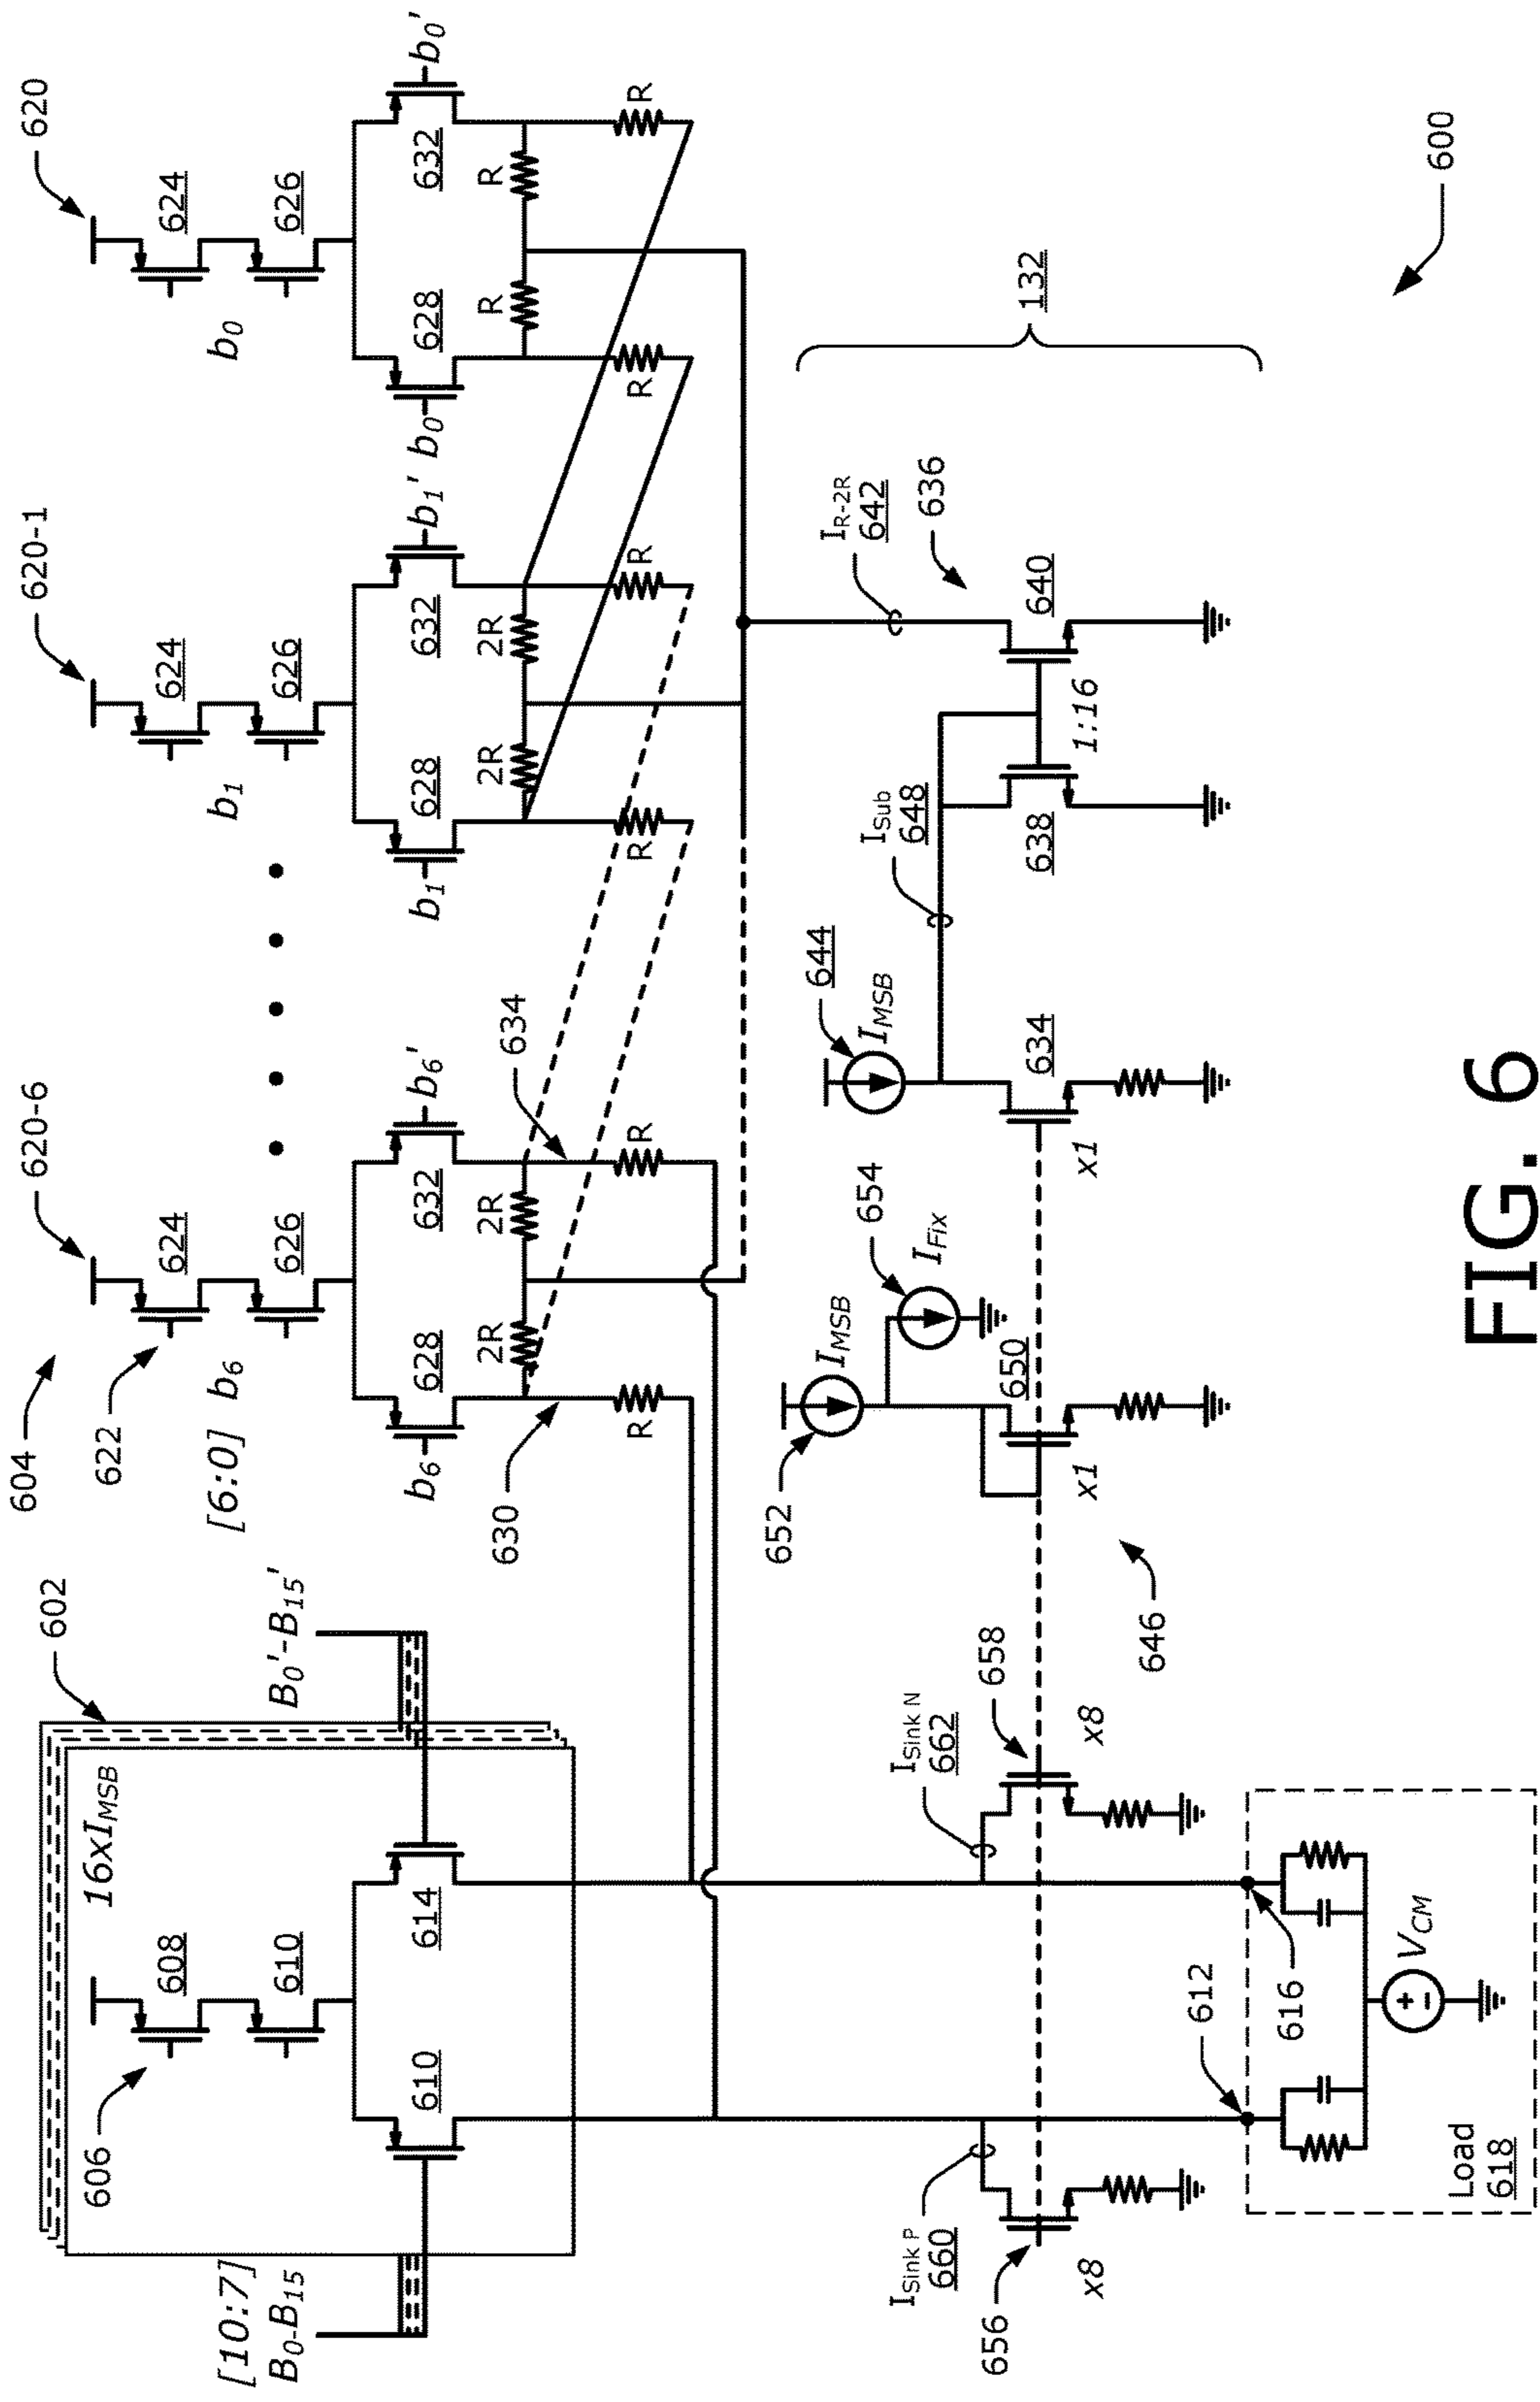 604
620-6
620-1
620
622
624
624
624
626
626
626
[6:0] b6
b1
b0
602
16xIMSB
606
608
610
610
614
[10:7]
B0-B15
B0'-B15'
b6
628
632
b6'
b1
628
632
b1'
b0
628
632
b0'
2R
2R
2R
2R
R
R
630
634
R
R
R
R
R
R
132
IR-2R
642
636
ISub
648
644
IMSB
634
x1
638
640
1:16
652
IMSB
654
IFix
650
x1
646
ISink P
660
656
x8
ISink N
662
658
x8
612
616
Load
618
VCM
600
FIG. 6